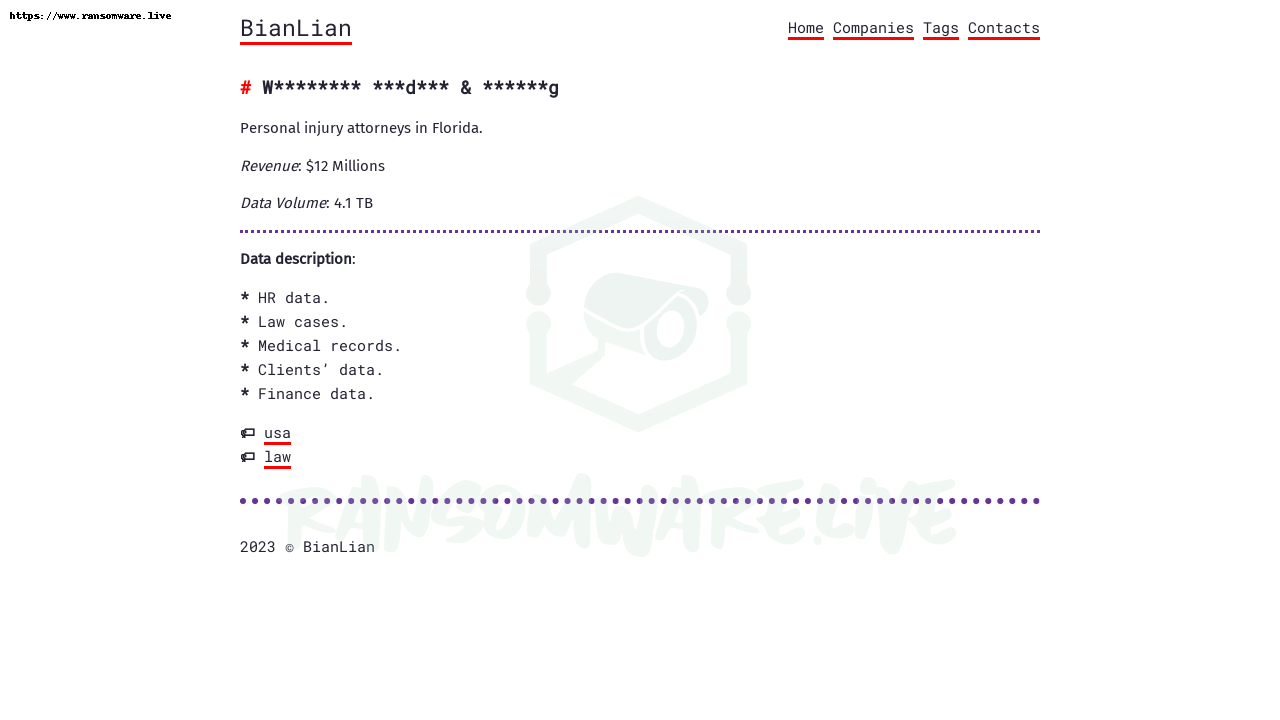 https://www.ransomware.live
BianLian
Home Companies Tags Contacts
# W******** ***d*** & ******g
Personal injury attorneys in Florida.
Revenue: $12 Millions
Data Volume: 4.1 TB
Data description:
* HR data.
* Law cases.
* Medical records.
* Clients’ data.
* Finance data.
usa
law
RANSOMWARE.LIVE
2023 © BianLian